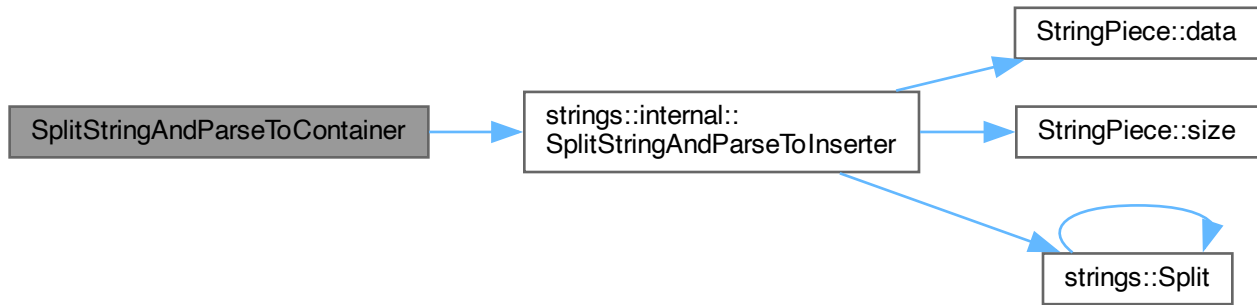 SplitStringAndParseToContainer
strings::internal::
SplitStringAndParseToInserter
StringPiece::data
StringPiece::size
strings::Split